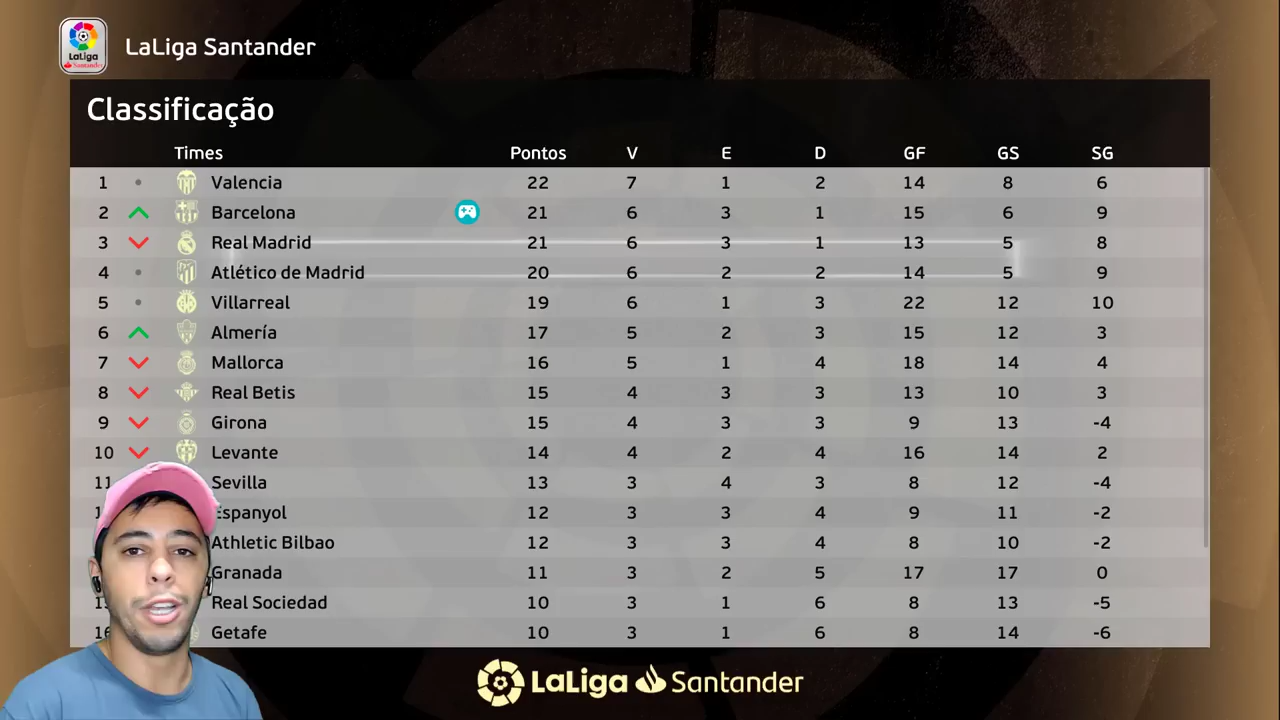 LaLiga Santander
Classificação
Times Pontos V E D GF GS SG
1 Valencia 22 7 1 2 14 8 6
2 Barcelona 21 6 3 1 15 6 9
3 Real Madrid 21 6 3 1 13 5 8
4 Atlético de Madrid 20 6 2 2 14 5 9
5 Villarreal 19 6 1 3 22 12 10
6 Almería 17 5 2 3 15 12 3
7 Mallorca 16 5 1 4 18 14 4
8 Real Betis 15 4 3 3 13 10 3
9 Girona 15 4 3 3 9 13 -4
10 Levante 14 4 2 4 16 14 2
11 Sevilla 13 3 4 3 8 12 -4
Espanyol 12 3 3 4 9 11 -2
Athletic Bilbao 12 3 3 4 8 10 -2
Granada 11 3 2 5 17 17 0
Real Sociedad 10 3 1 6 8 13 -5
16 Getafe 10 3 1 6 8 14 -6
LaLiga Santander